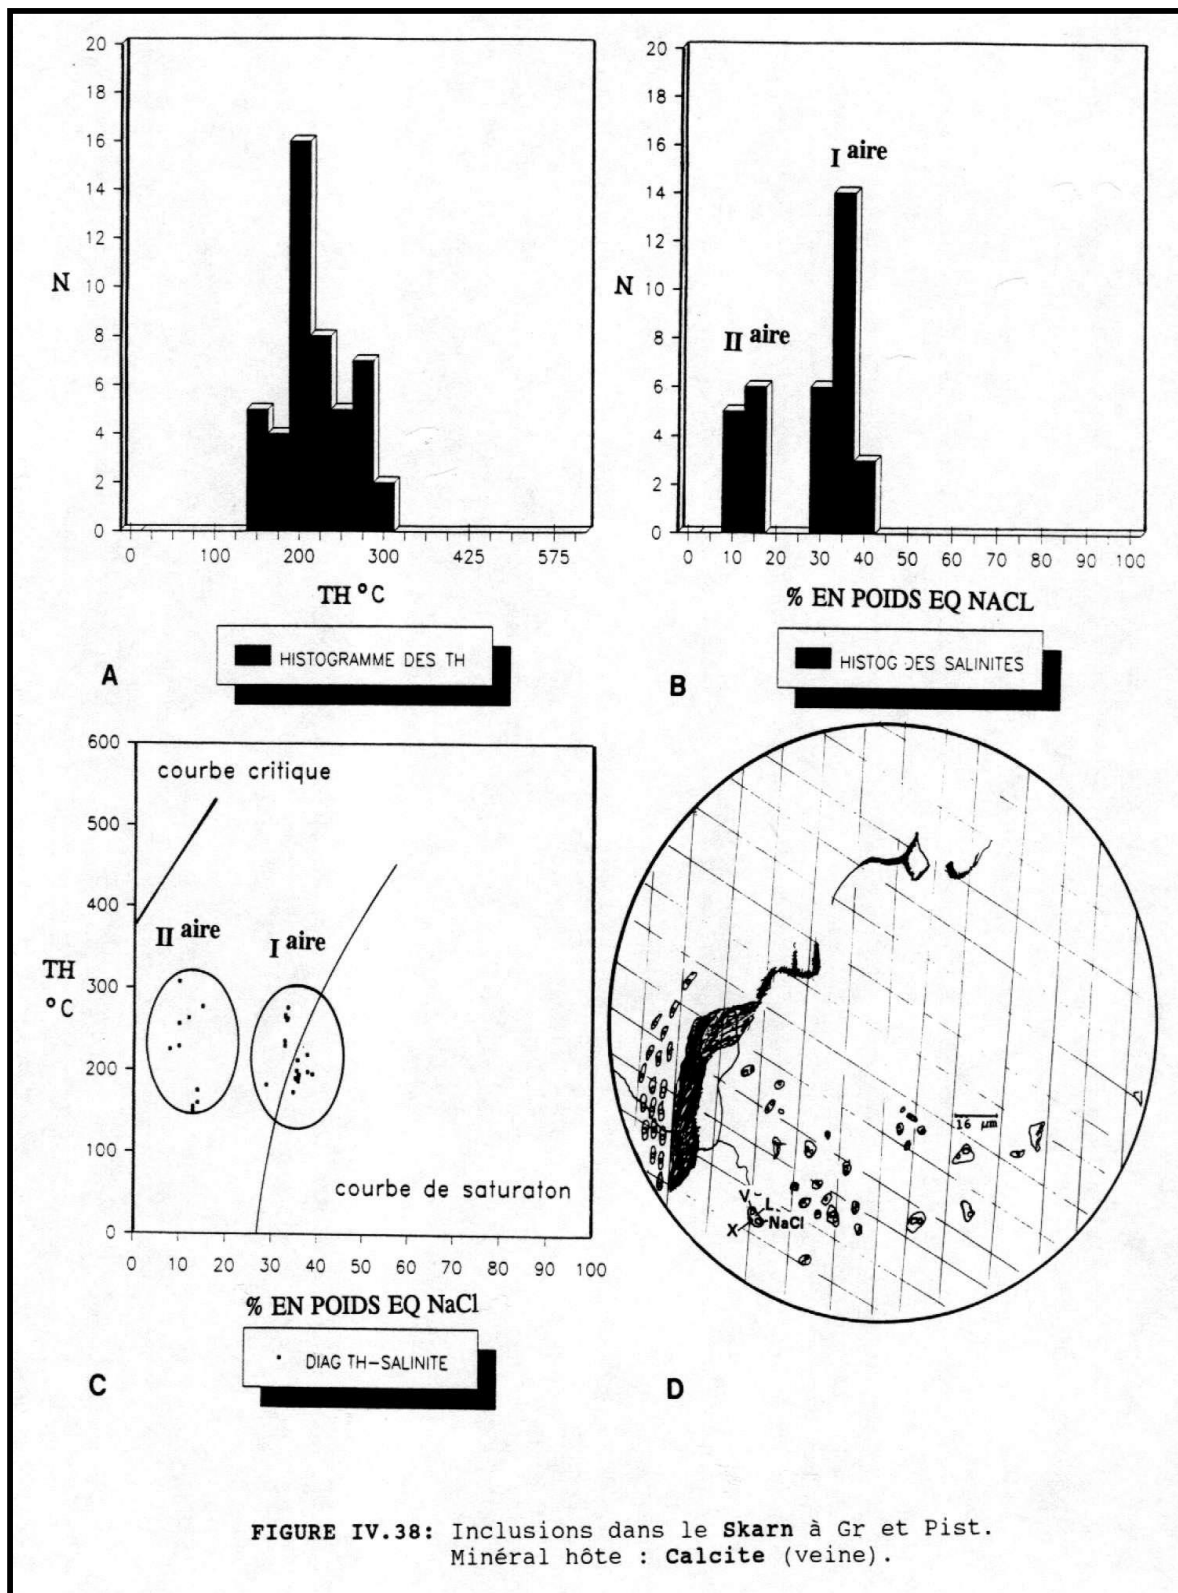 20 18 16 14 12 10 8 6 4 2 0
N
0 100 200 300 425 575
TH °C
HISTOGRAMME DES TH
A
20 18 16 14 12 10 8 6 4 2 0
N
I aire
II aire
0 10 20 30 40 50 60 70 80 90 100
% EN POIDS EQ NACL
HISTOG DES SALINITES
B
600 500 400 300 200 100 0
TH
°C
courbe critique
II aire
I aire
courbe de saturaton
0 10 20 30 40 50 60 70 80 90 100
% EN POIDS EQ NaCl
DIAG TH-SALINITE
C
16 µm
V
L
X
NaCl
D
FIGURE IV.38: Inclusions dans le Skarn à Gr et Pist.
Minéral hôte : Calcite (veine).